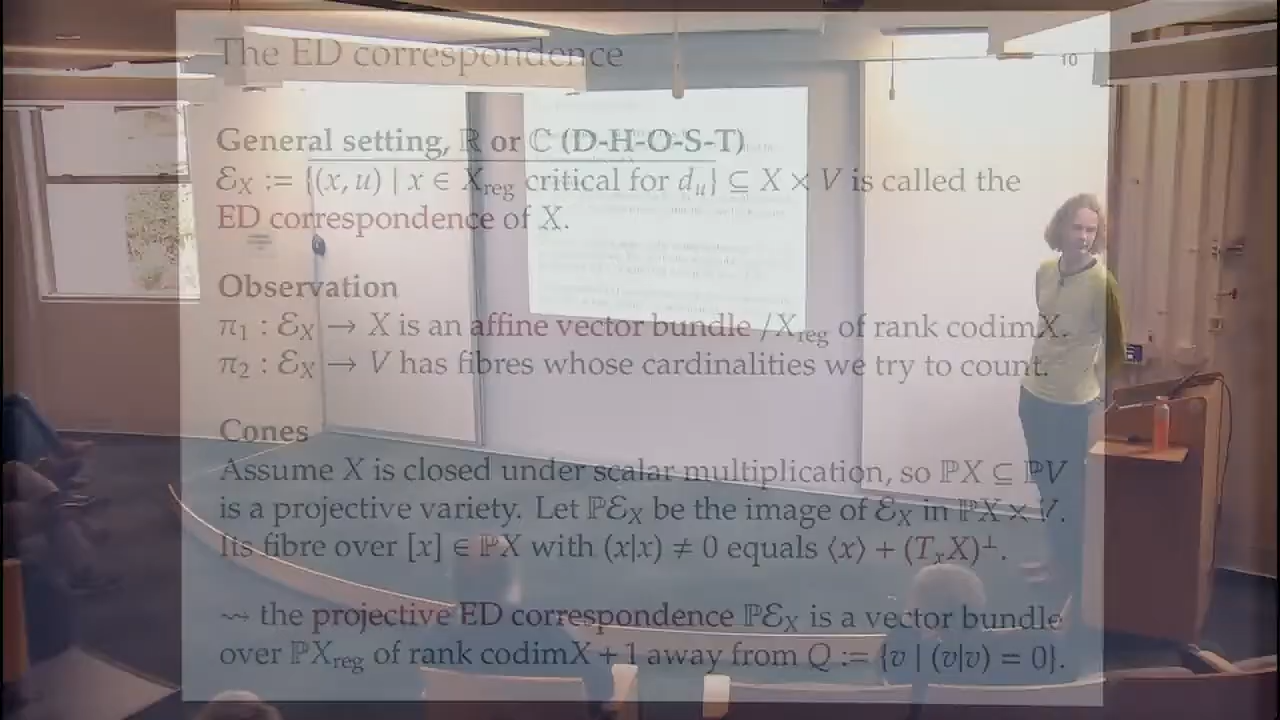 The ED correspondence
10
General setting, ℝ or ℂ (D-H-O-S-T)
ℰ_X := {(x, u) | x ∈ X_reg critical for d_u} ⊆ X × V is called the
ED correspondence of X.
Observation
π₁ : ℰ_X → X is an affine vector bundle /X_reg of rank codimX.
π₂ : ℰ_X → V has fibres whose cardinalities we try to count.
Cones
Assume X is closed under scalar multiplication, so ℙX ⊆ ℙV
is a projective variety. Let ℙℰ_X be the image of ℰ_X in ℙX × V.
Its fibre over [x] ∈ ℙX with (x|x) ≠ 0 equals ⟨x⟩ + (T_xX)^⊥.
⇝ the projective ED correspondence ℙℰ_X is a vector bundle
over ℙX_reg of rank codimX + 1 away from Q := {v | (v|v) = 0}.